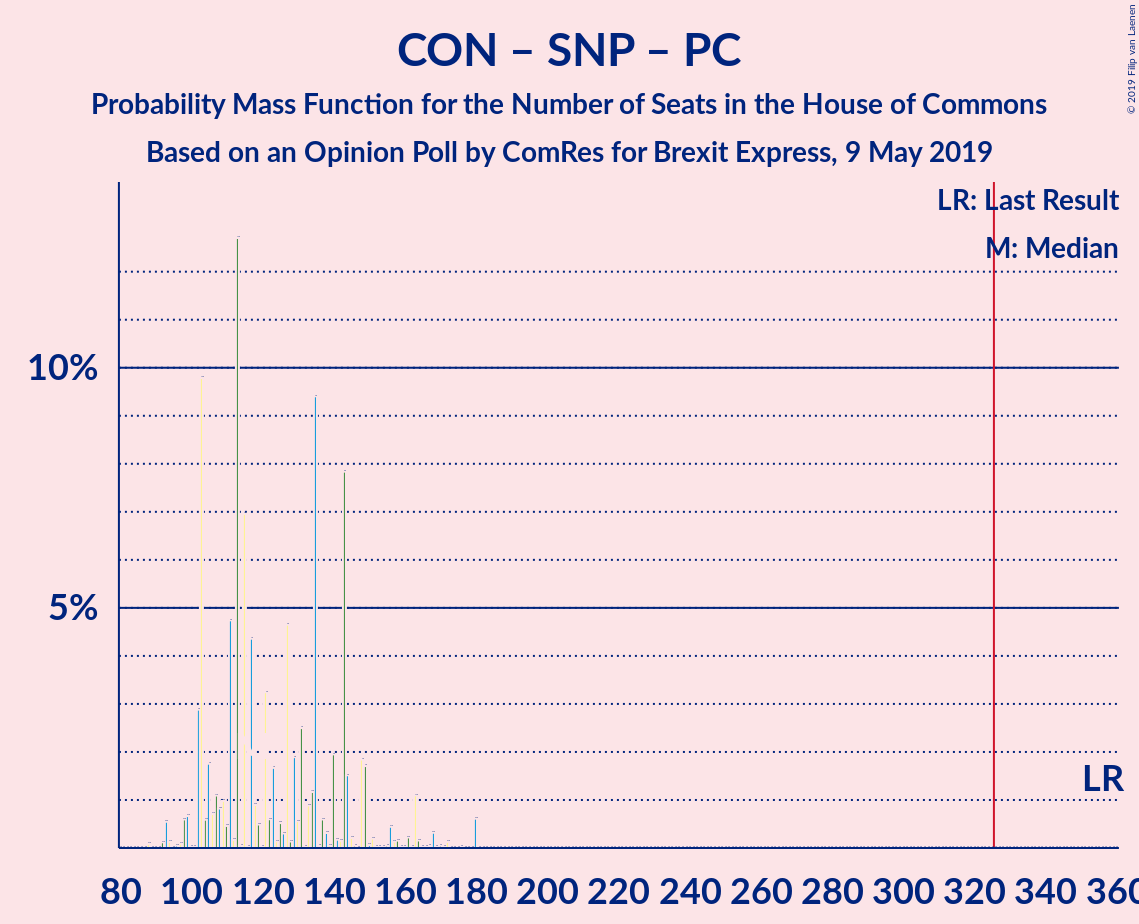 CON – SNP – PC
Probability Mass Function for the Number of Seats in the House of Commons
Based on an Opinion Poll by ComRes for Brexit Express, 9 May 2019
© 2019 Filip van Laenen
LR: Last Result
M: Median
10%
5%
LR
80 100 120 140 160 180 200 220 240 260 280 300 320 340 360